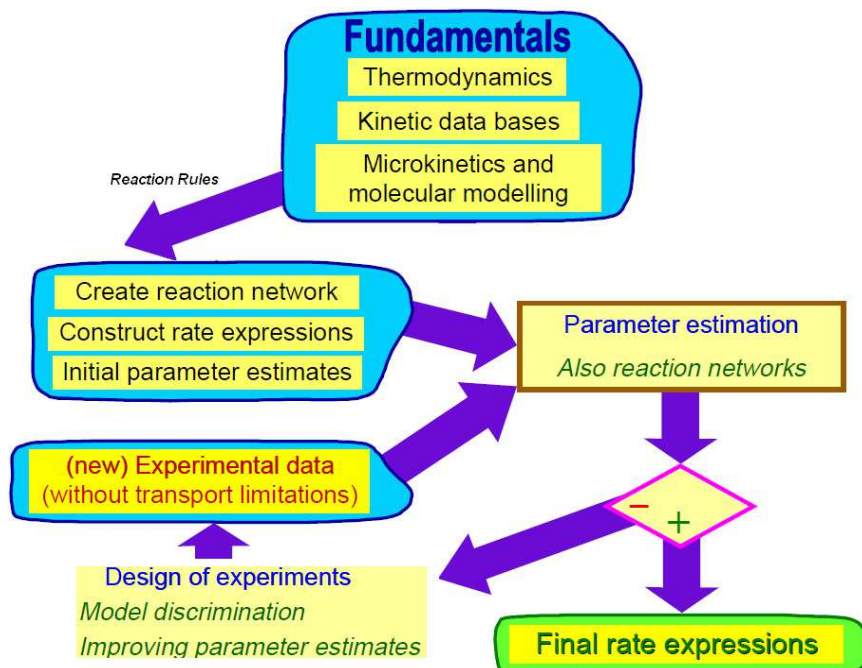 Fundamentals
Thermodynamics
Kinetic data bases
Microkinetics and
molecular modelling
Reaction Rules
Create reaction network
Construct rate expressions
Initial parameter estimates
Parameter estimation
Also reaction networks
(new) Experimental data
(without transport limitations)
− +
Design of experiments
Model discrimination
Improving parameter estimates
Final rate expressions